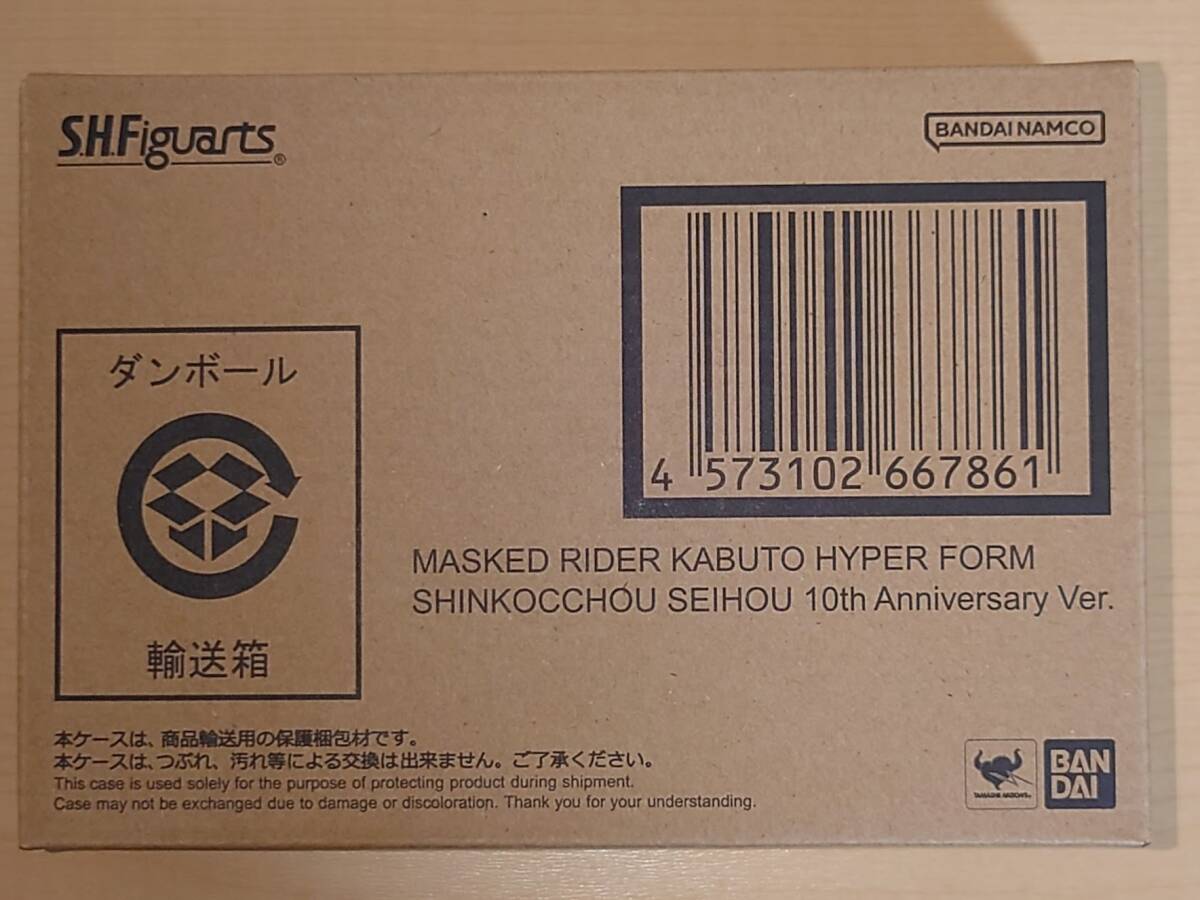 S.H.Figuarts®
BANDAI NAMCO
4 573102 667861
MASKED RIDER KABUTO HYPER FORM
SHINKOCCHOU SEIHOU 10th Anniversary Ver.
ダンボール
輸送箱
本ケースは、商品輸送用の保護梱包材です。
本ケースは、つぶれ、汚れ等による交換は出来ません。ご了承ください。
This case is used solely for the purpose of protecting product during shipment.
Case may not be exchanged due to damage or discoloration. Thank you for your understanding.
TAMASHII NATIONS
BAN
DAI